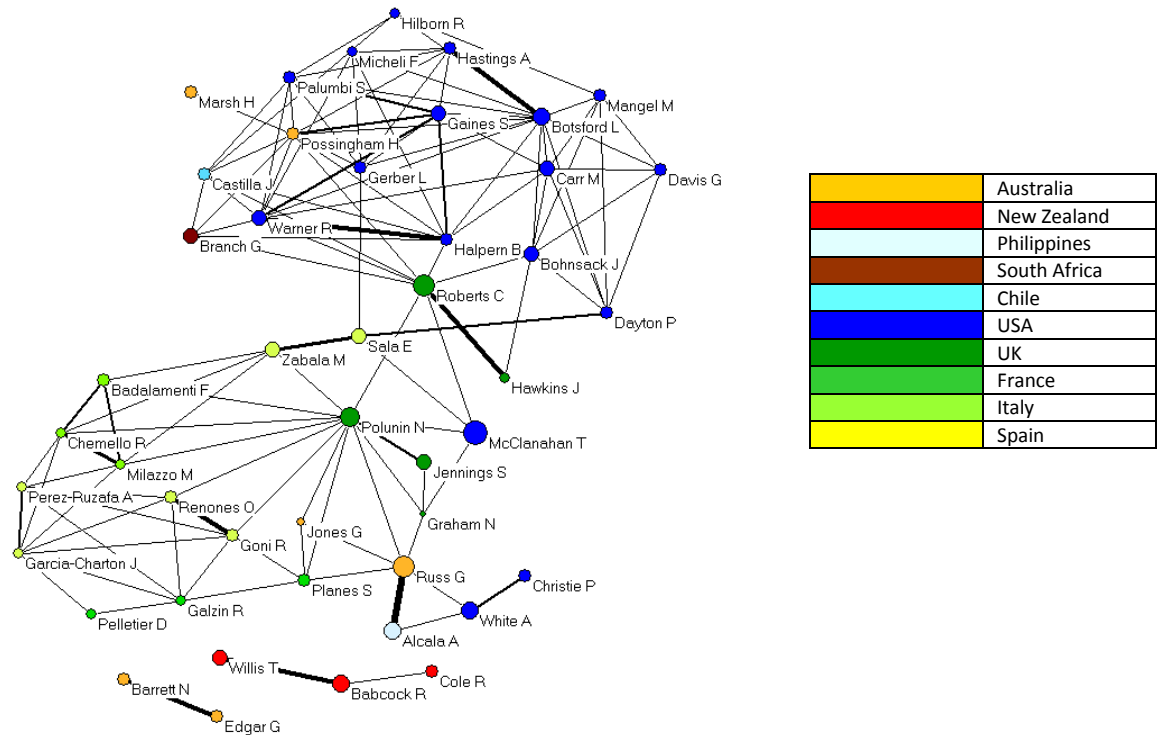 Hilborn R
Micheli F
Hastings A
Palumbi S
Marsh H
Mangel M
Gaines S
Botsford L
Possingham H
Gerber L
Carr M
Davis G
Castilla J
Warner R
Branch G
Halpern B
Bohnsack J
Roberts C
Dayton P
Sala E
Zabala M
Hawkins J
Badalamenti F
Polunin N
McClanahan T
Chemello R
Milazzo M
Jennings S
Perez-Ruzafa A
Renones O
Graham N
Jones G
Goni R
Garcia-Charton J
Russ G
Christie P
Planes S
Galzin R
Pelletier D
White A
Alcala A
Willis T
Cole R
Barrett N
Babcock R
Edgar G
Australia
New Zealand
Philippines
South Africa
Chile
USA
UK
France
Italy
Spain